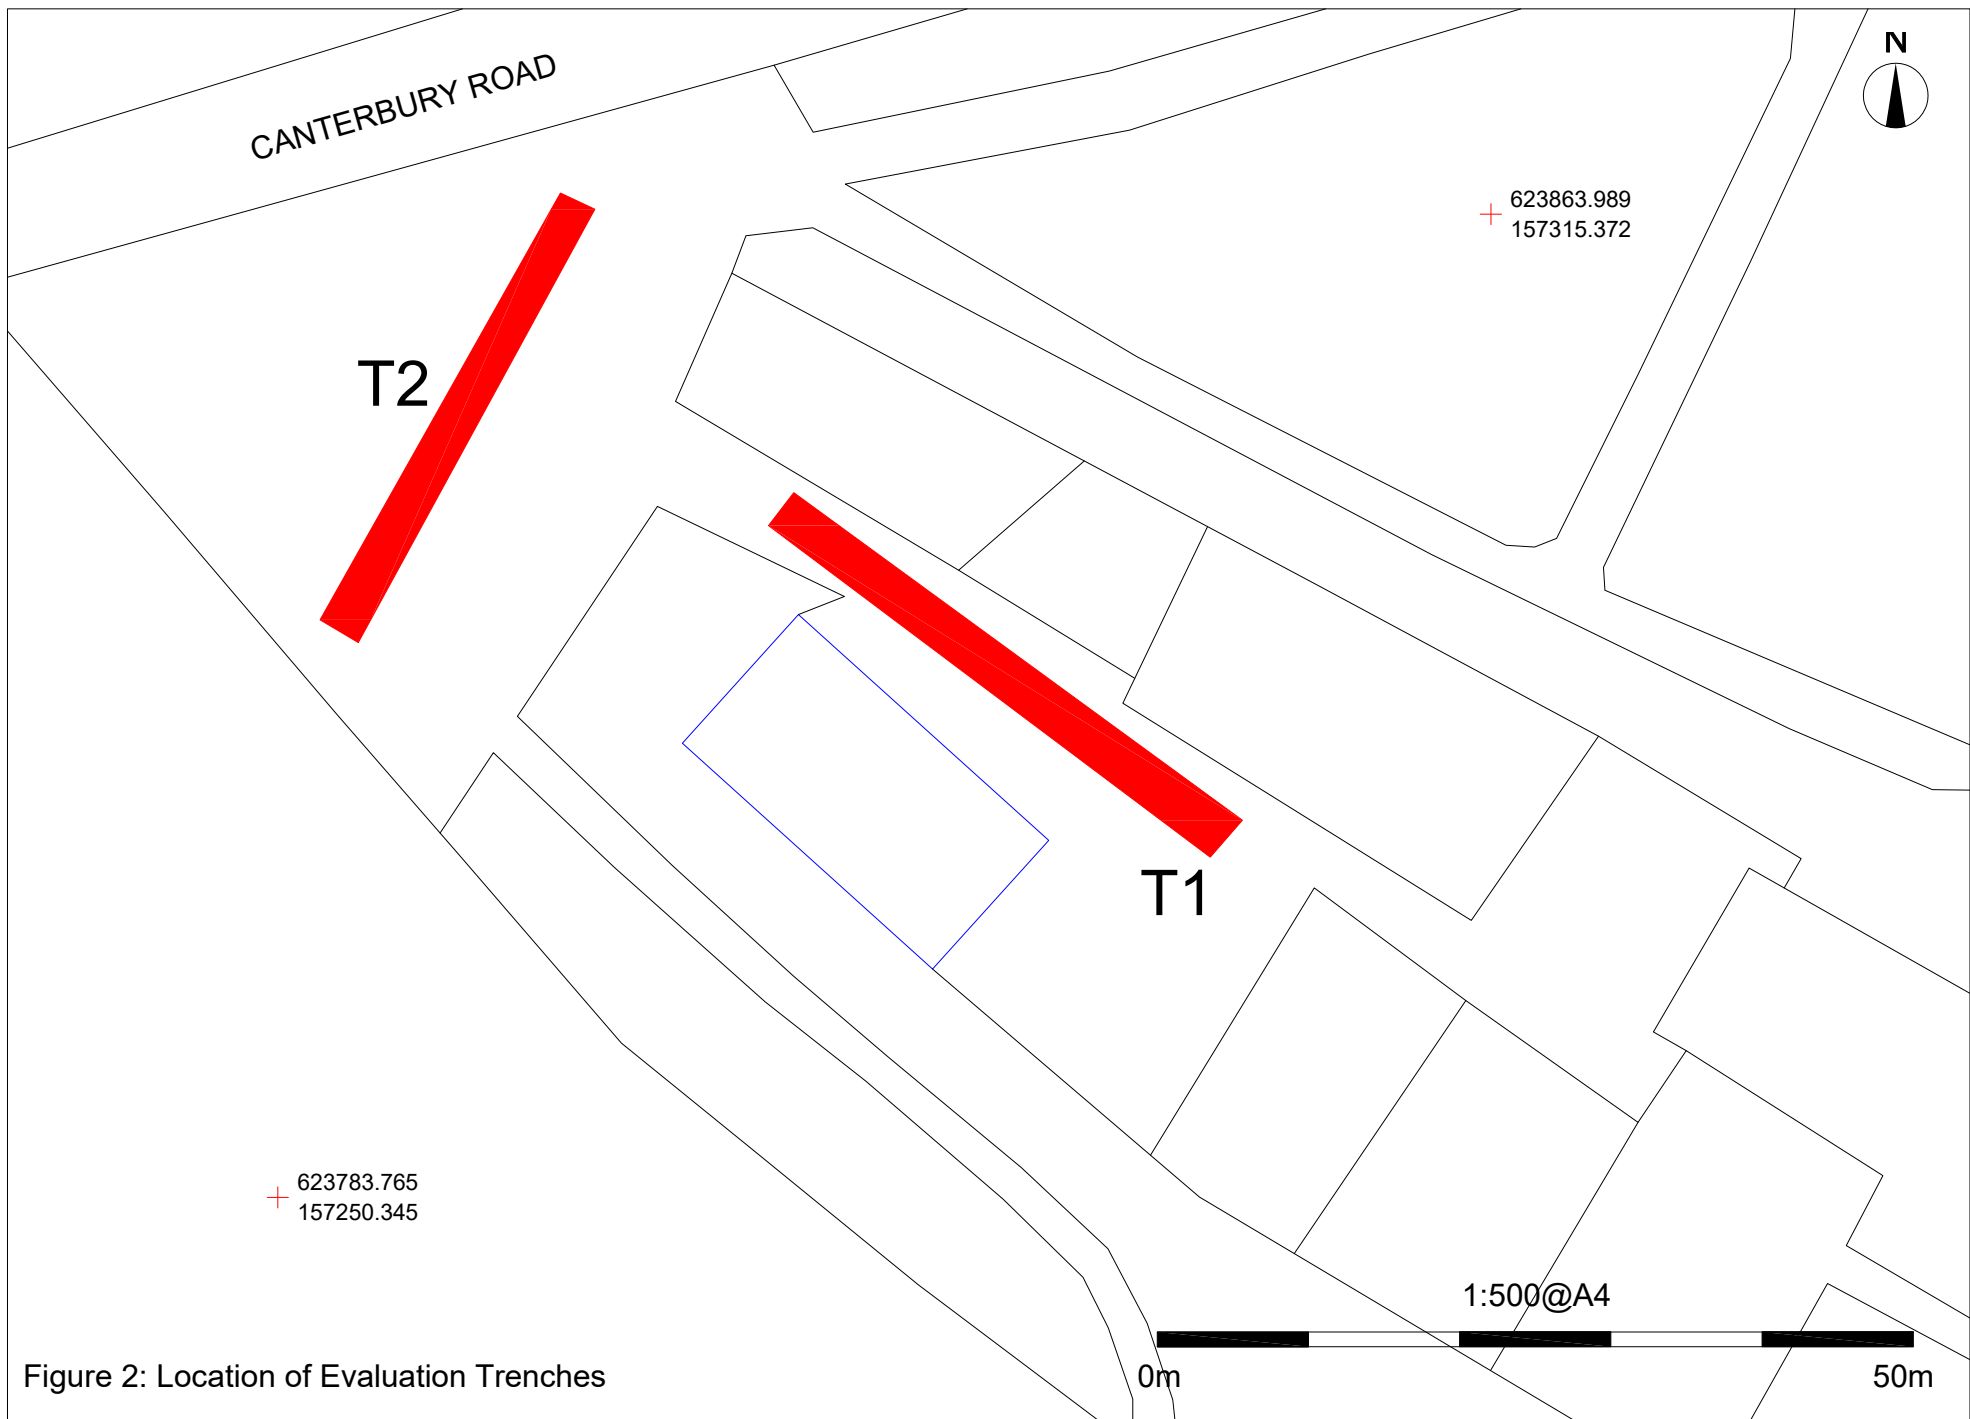 CANTERBURY ROAD
N
623863.989
157315.372
T2
T1
623783.765
157250.345
1:500@A4
0m
50m
Figure 2: Location of Evaluation Trenches